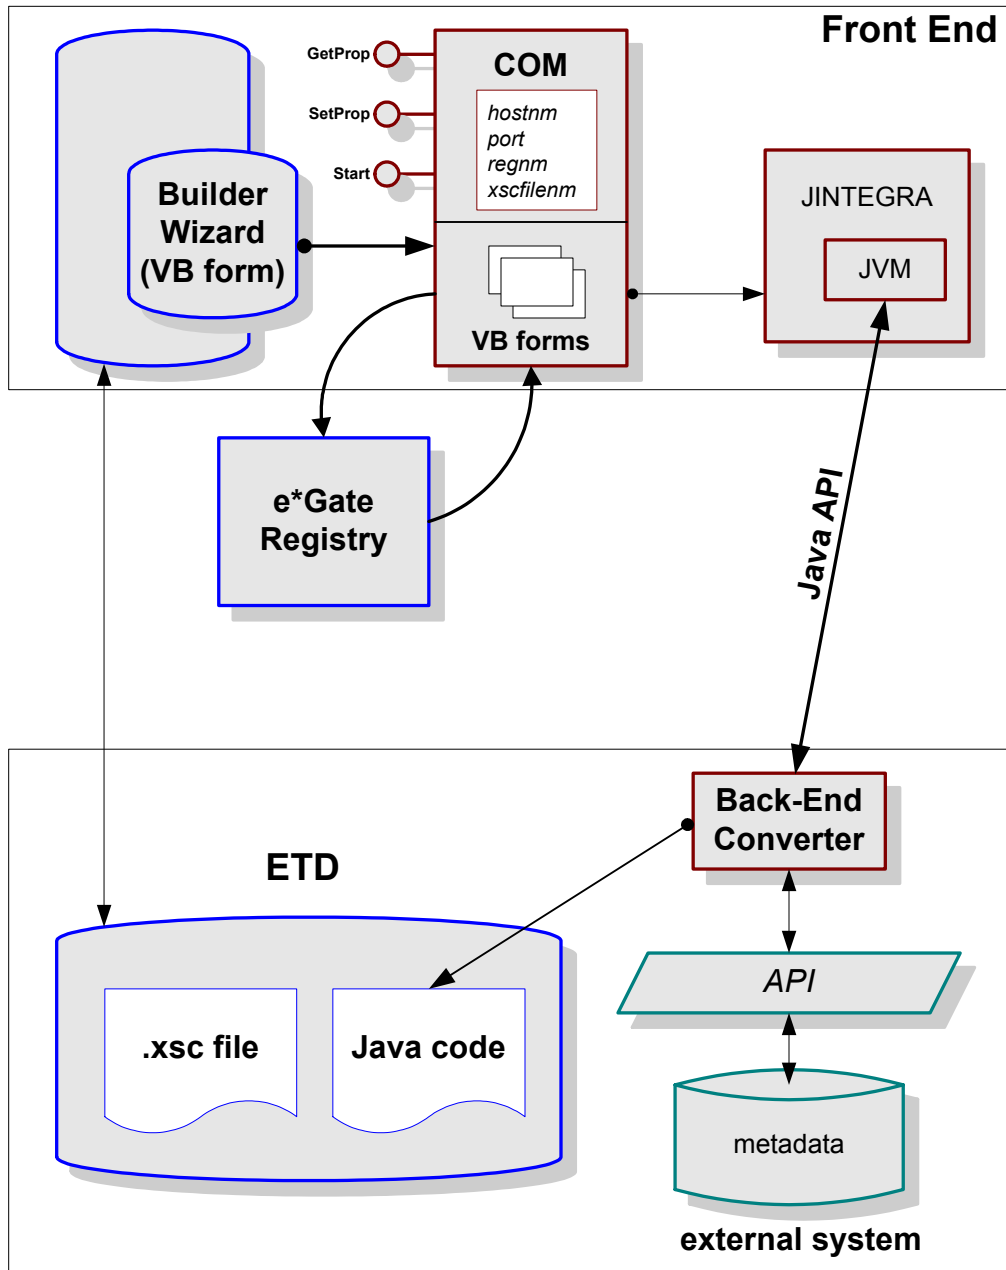 Front End
GetProp
SetProp
Start
COM
hostnm
port
regnm
xscfilenm
Builder
Wizard
(VB form)
VB forms
JINTEGRA
JVM
e*Gate
Registry
Java API
Back-End
Converter
ETD
.xsc file
Java code
API
metadata
external system